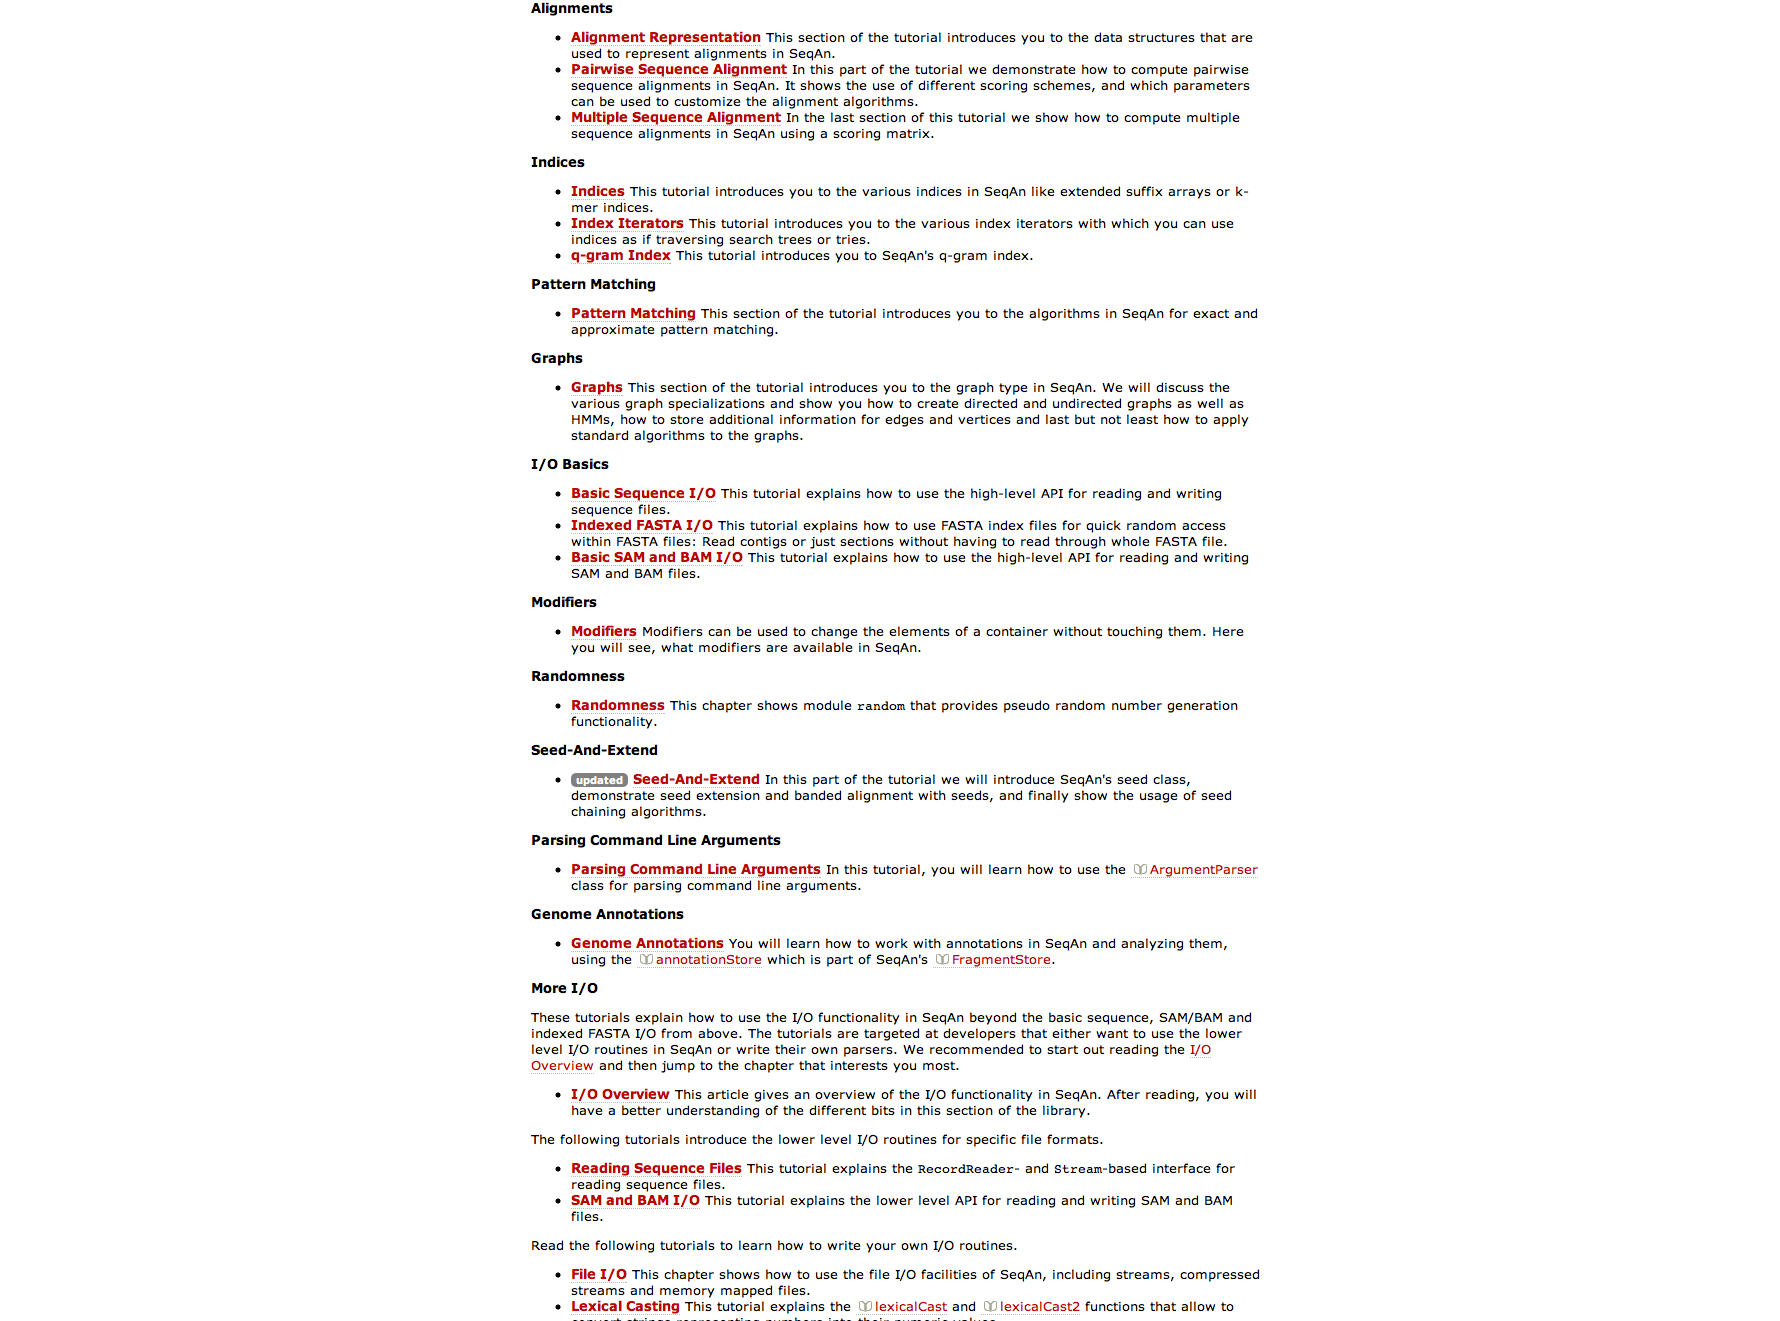 Alignments
Alignment Representation This section of the tutorial introduces you to the data structures that are
used to represent alignments in SeqAn.
Pairwise Sequence Alignment In this part of the tutorial we demonstrate how to compute pairwise
sequence alignments in SeqAn. It shows the use of different scoring schemes, and which parameters
can be used to customize the alignment algorithms.
Multiple Sequence Alignment In the last section of this tutorial we show how to compute multiple
sequence alignments in SeqAn using a scoring matrix.
Indices
Indices This tutorial introduces you to the various indices in SeqAn like extended suffix arrays or k-
mer indices.
Index Iterators This tutorial introduces you to the various index iterators with which you can use
indices as if traversing search trees or tries.
q-gram Index This tutorial introduces you to SeqAn's q-gram index.
Pattern Matching
Pattern Matching This section of the tutorial introduces you to the algorithms in SeqAn for exact and
approximate pattern matching.
Graphs
Graphs This section of the tutorial introduces you to the graph type in SeqAn. We will discuss the
various graph specializations and show you how to create directed and undirected graphs as well as
HMMs, how to store additional information for edges and vertices and last but not least how to apply
standard algorithms to the graphs.
I/O Basics
Basic Sequence I/O This tutorial explains how to use the high-level API for reading and writing
sequence files.
Indexed FASTA I/O This tutorial explains how to use FASTA index files for quick random access
within FASTA files: Read contigs or just sections without having to read through whole FASTA file.
Basic SAM and BAM I/O This tutorial explains how to use the high-level API for reading and writing
SAM and BAM files.
Modifiers
Modifiers Modifiers can be used to change the elements of a container without touching them. Here
you will see, what modifiers are available in SeqAn.
Randomness
Randomness This chapter shows module random that provides pseudo random number generation
functionality.
Seed-And-Extend
updated Seed-And-Extend In this part of the tutorial we will introduce SeqAn's seed class,
demonstrate seed extension and banded alignment with seeds, and finally show the usage of seed
chaining algorithms.
Parsing Command Line Arguments
Parsing Command Line Arguments In this tutorial, you will learn how to use the ArgumentParser
class for parsing command line arguments.
Genome Annotations
Genome Annotations You will learn how to work with annotations in SeqAn and analyzing them,
using the annotationStore which is part of SeqAn's FragmentStore.
More I/O
These tutorials explain how to use the I/O functionality in SeqAn beyond the basic sequence, SAM/BAM and
indexed FASTA I/O from above. The tutorials are targeted at developers that either want to use the lower
level I/O routines in SeqAn or write their own parsers. We recommended to start out reading the I/O
Overview and then jump to the chapter that interests you most.
I/O Overview This article gives an overview of the I/O functionality in SeqAn. After reading, you will
have a better understanding of the different bits in this section of the library.
The following tutorials introduce the lower level I/O routines for specific file formats.
Reading Sequence Files This tutorial explains the RecordReader- and Stream-based interface for
reading sequence files.
SAM and BAM I/O This tutorial explains the lower level API for reading and writing SAM and BAM
files.
Read the following tutorials to learn how to write your own I/O routines.
File I/O This chapter shows how to use the file I/O facilities of SeqAn, including streams, compressed
streams and memory mapped files.
Lexical Casting This tutorial explains the lexicalCast and lexicalCast2 functions that allow to
convert strings representing numbers into their numeric values.